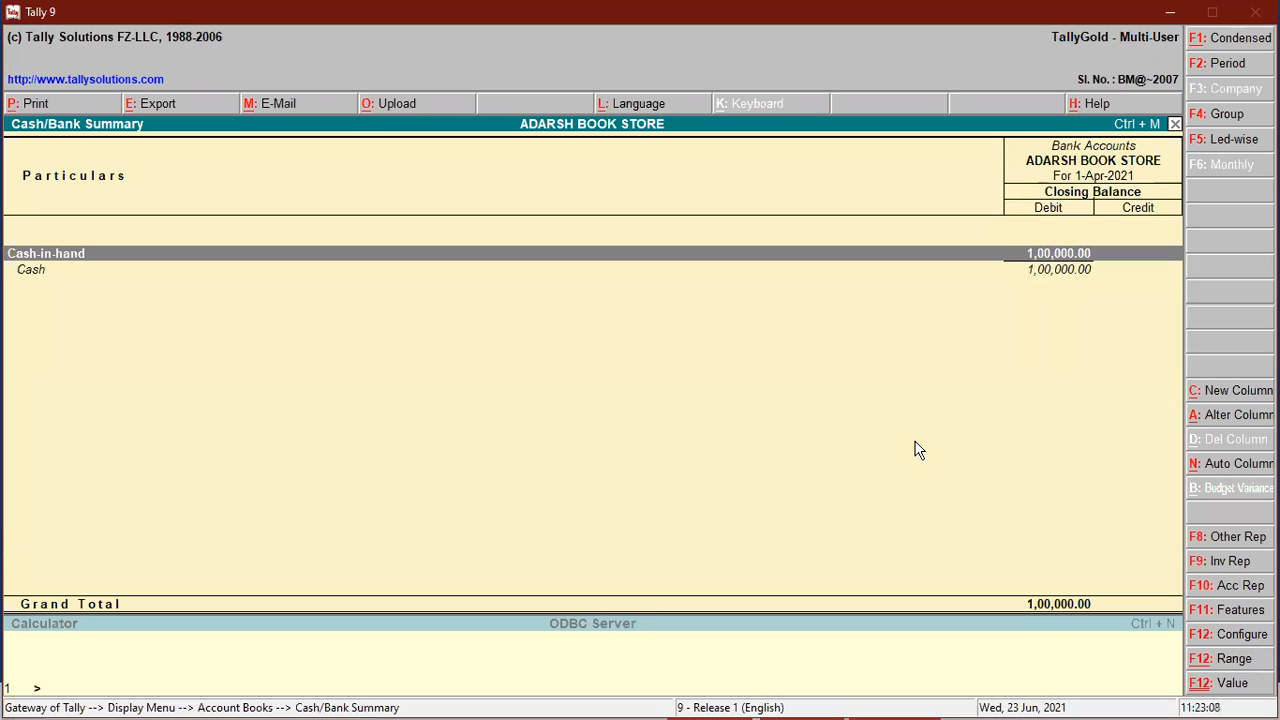 Tally 9
(c) Tally Solutions FZ-LLC, 1988-2006
TallyGold - Multi-User
http://www.tallysolutions.com
Sl. No. : BM@~2007
P: Print
E: Export
M: E-Mail
O: Upload
L: Language
K: Keyboard
H: Help
Cash/Bank Summary
ADARSH BOOK STORE
Ctrl + M
Particulars
Bank Accounts
ADARSH BOOK STORE
For 1-Apr-2021
Closing Balance
Debit Credit
Cash-in-hand 1,00,000.00
Cash 1,00,000.00
Grand Total 1,00,000.00
Calculator
ODBC Server
Ctrl + N
1 >
Gateway of Tally --> Display Menu --> Account Books --> Cash/Bank Summary
9 - Release 1 (English)
Wed, 23 Jun, 2021
11:23:08
F1: Condensed
F2: Period
F3: Company
F4: Group
F5: Led-wise
F6: Monthly
C: New Column
A: Alter Column
D: Del Column
N: Auto Column
B: Budget Variance
F8: Other Rep
F9: Inv Rep
F10: Acc Rep
F11: Features
F12: Configure
F12: Range
F12: Value